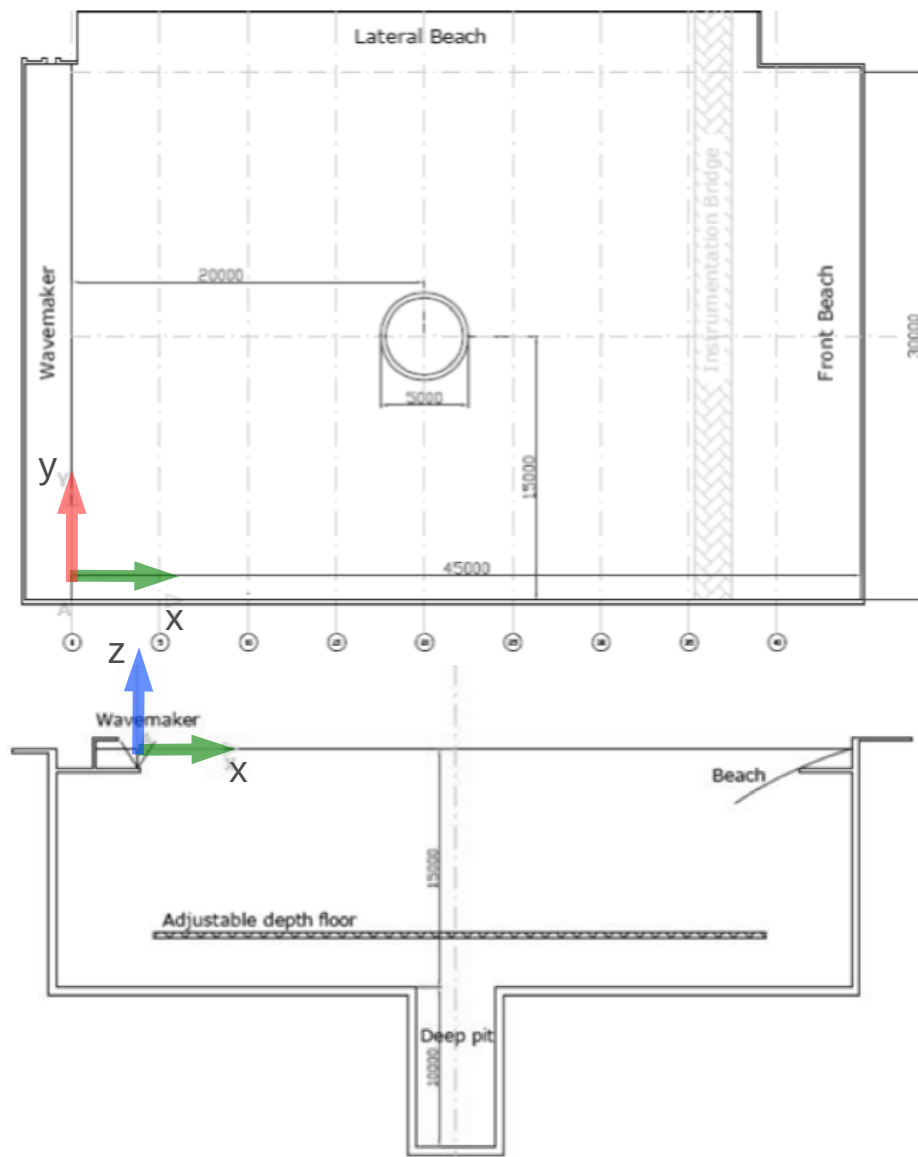 Lateral Beach
Wavemaker
20000
Instrumentation Bridge
Front Beach
30000
5000
15000
y
Y
45000
A
x
z
Wavemaker
x
Beach
15000
Adjustable depth floor
Deep pit
10000